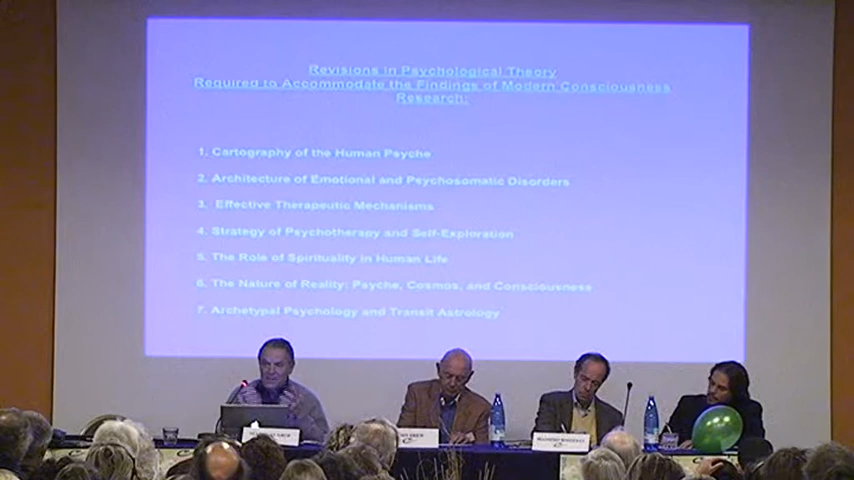 Revisions in Psychological Theory
Required to Accommodate the Findings of Modern Consciousness
Research:
1. Cartography of the Human Psyche
2. Architecture of Emotional and Psychosomatic Disorders
3. Effective Therapeutic Mechanisms
4. Strategy of Psychotherapy and Self-Exploration
5. The Role of Spirituality in Human Life
6. The Nature of Reality: Psyche, Cosmos, and Consciousness
7. Archetypal Psychology and Transit Astrology